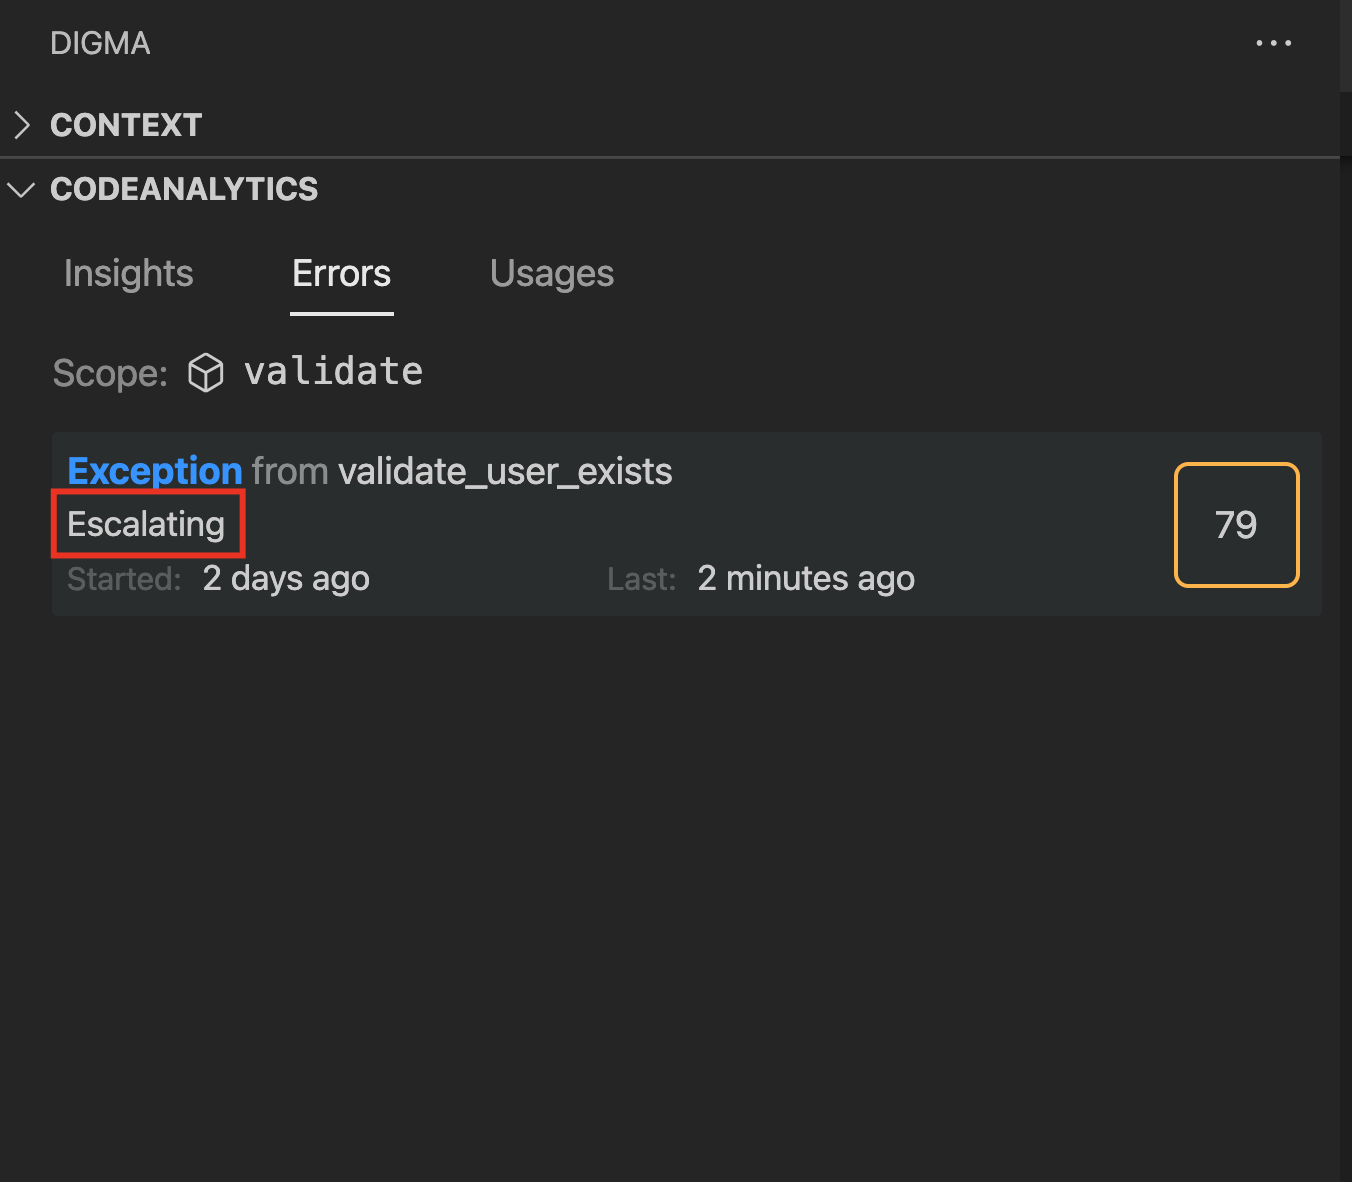 DIGMA
CONTEXT
CODEANALYTICS
Insights Errors Usages
Scope: validate
Exception from validate_user_exists
Escalating
79
Started: 2 days ago Last: 2 minutes ago